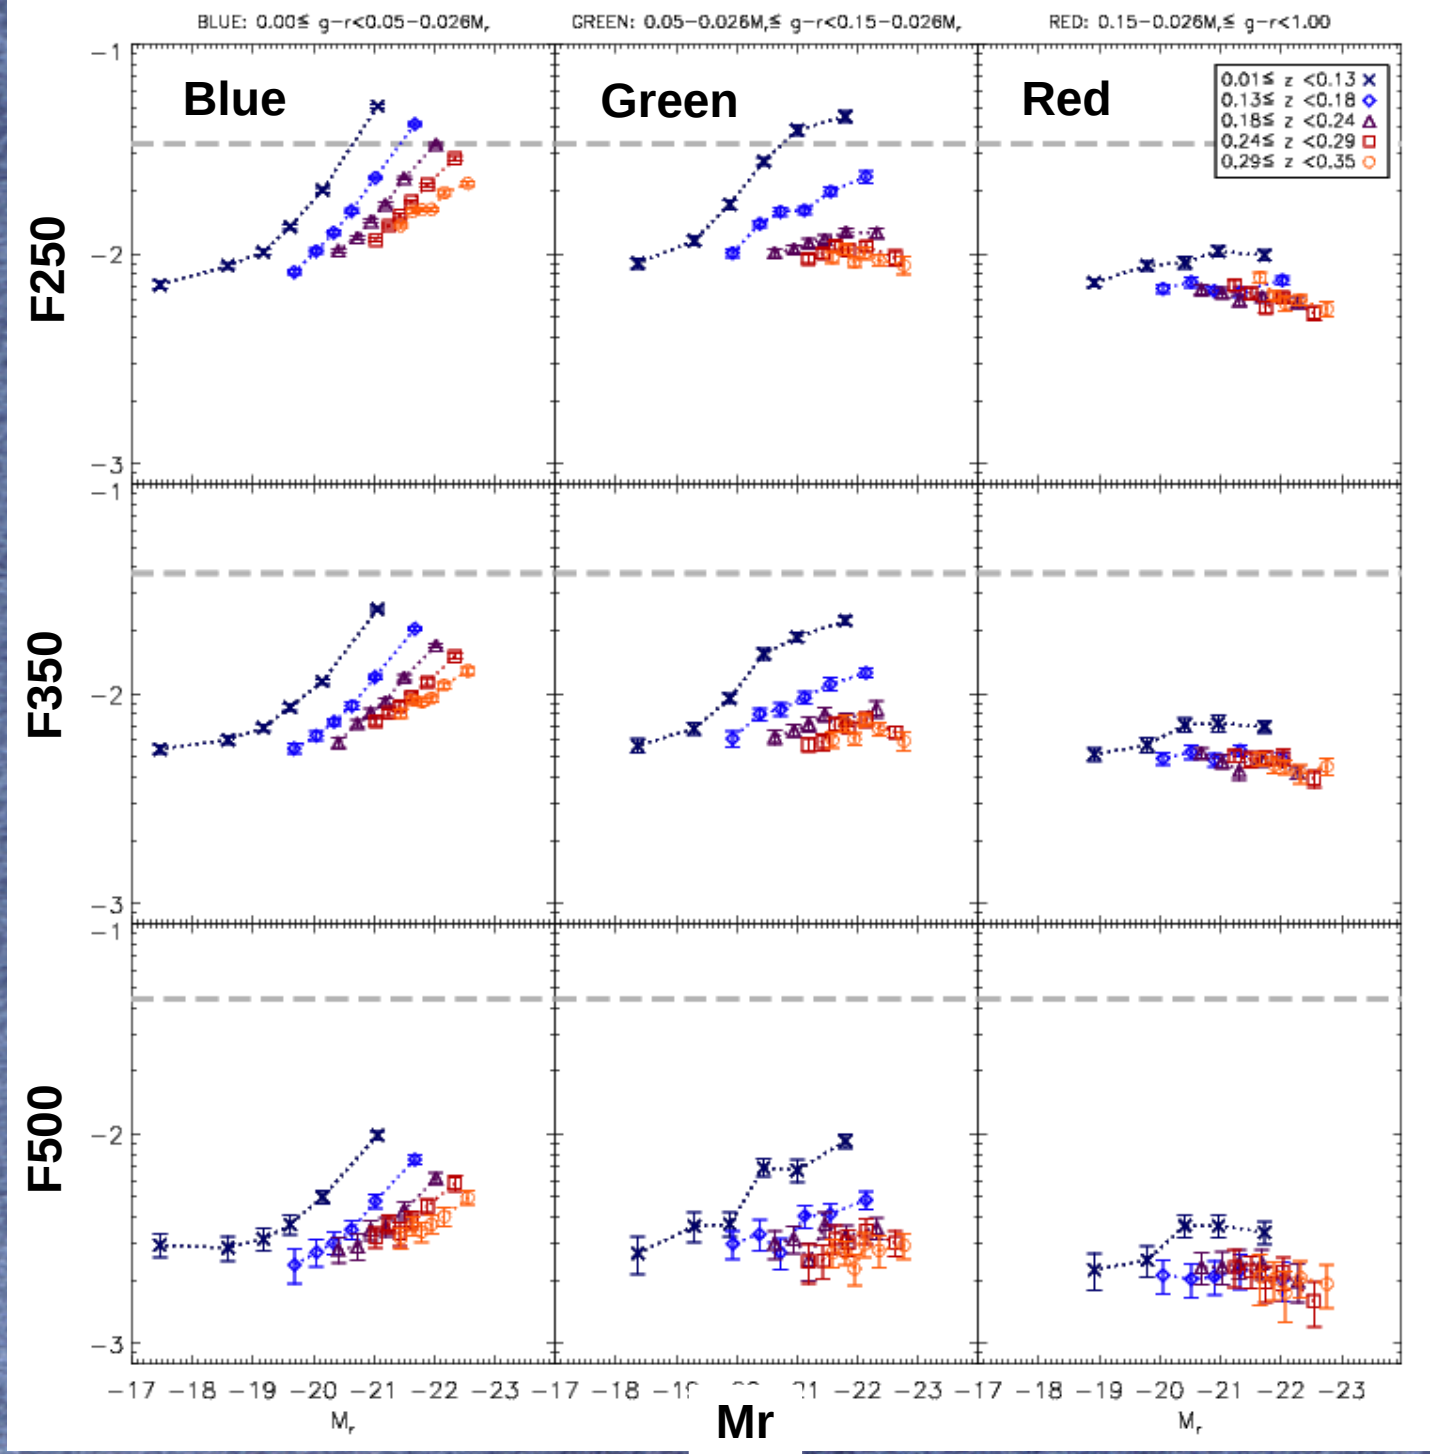 BLUE: 0.00≤ g−r<0.05−0.026Mᵣ
GREEN: 0.05−0.026Mᵣ≤ g−r<0.15−0.026Mᵣ
RED: 0.15−0.026Mᵣ≤ g−r<1.00
Blue
Green
Red
0.01≤ z <0.13
0.13≤ z <0.18
0.18≤ z <0.24
0.24≤ z <0.29
0.29≤ z <0.35
F250
−1
−2
−3
F350
−1
−2
−3
F500
−1
−2
−3
−17 −18 −19 −20 −21 −22 −23 −17 −18 −22 −23 −17 −18 −19 −20 −21 −22 −23
Mᵣ
Mr
Mᵣ